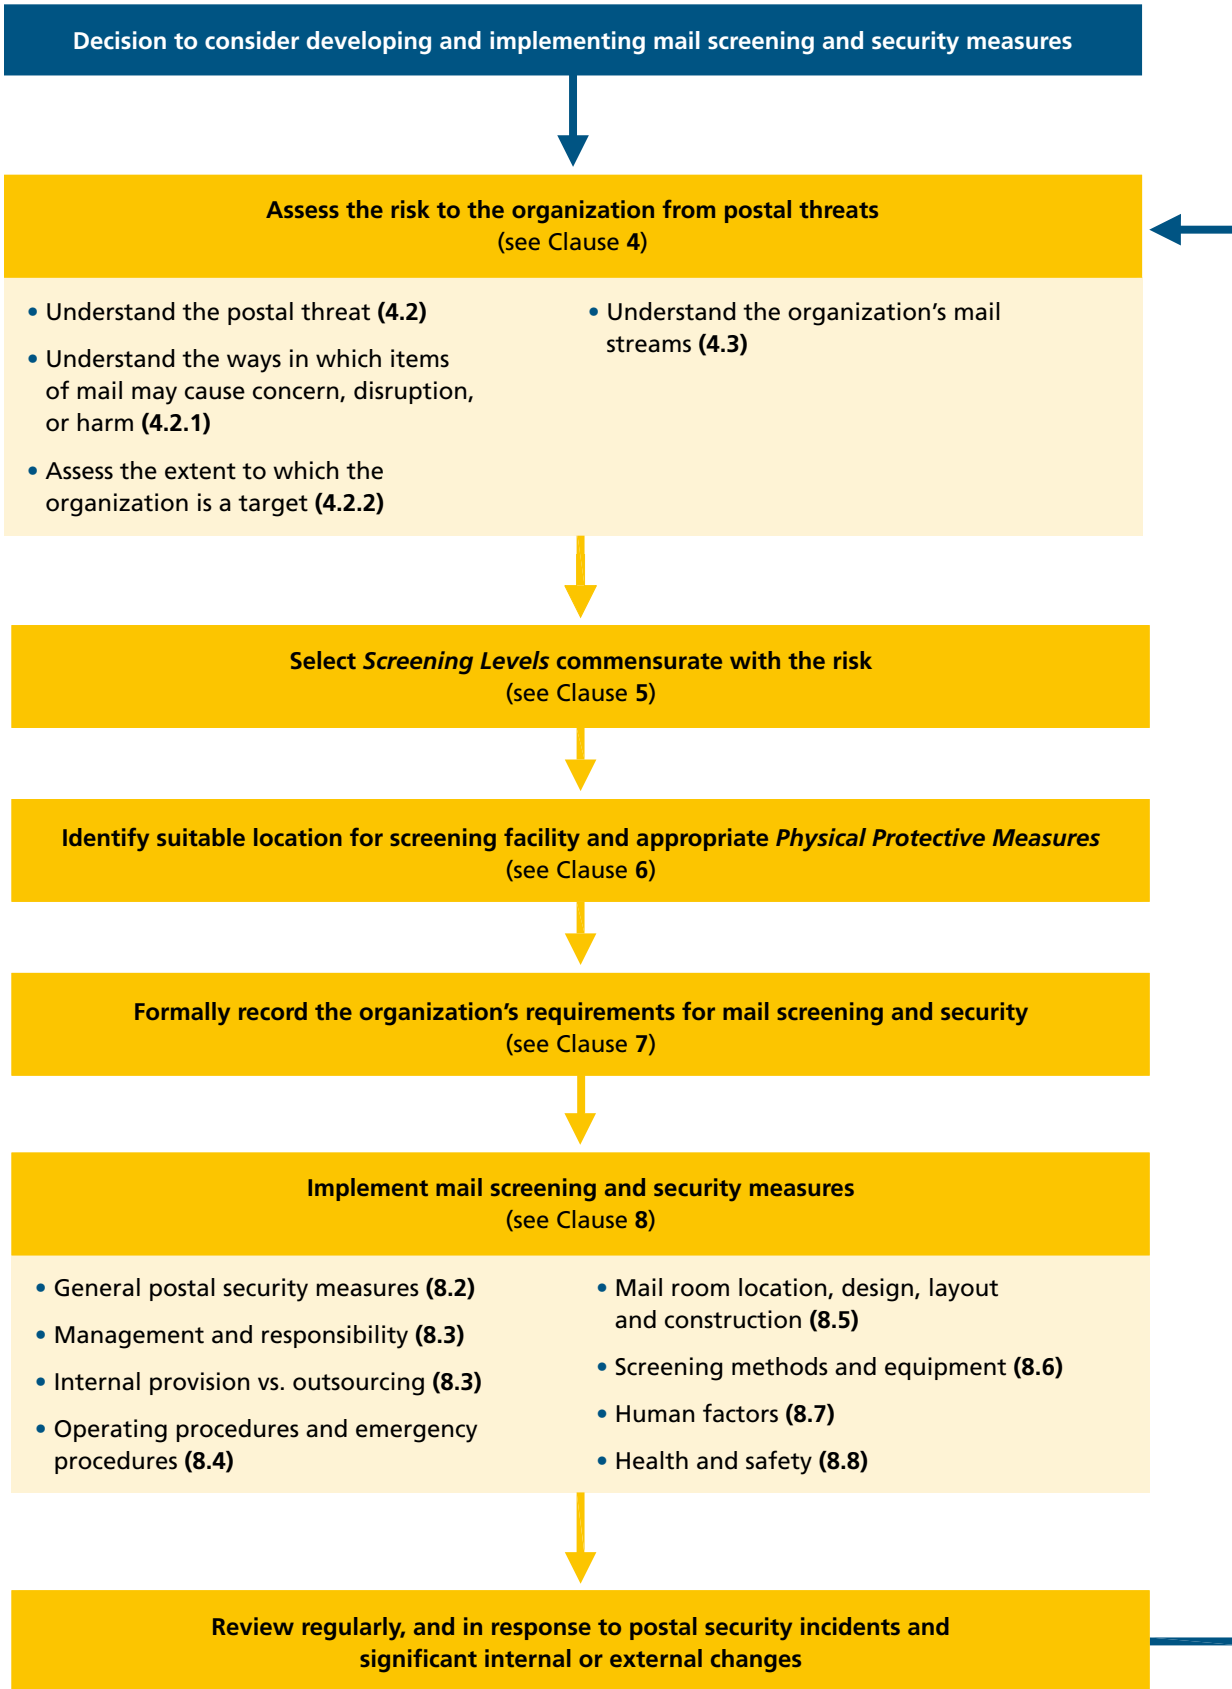 Decision to consider developing and implementing mail screening and security measures
Assess the risk to the organization from postal threats
(see Clause 4)
• Understand the postal threat (4.2)
• Understand the ways in which items
of mail may cause concern, disruption,
or harm (4.2.1)
• Assess the extent to which the
organization is a target (4.2.2)
• Understand the organization’s mail
streams (4.3)
Select Screening Levels commensurate with the risk
(see Clause 5)
Identify suitable location for screening facility and appropriate Physical Protective Measures
(see Clause 6)
Formally record the organization’s requirements for mail screening and security
(see Clause 7)
Implement mail screening and security measures
(see Clause 8)
• General postal security measures (8.2)
• Management and responsibility (8.3)
• Internal provision vs. outsourcing (8.3)
• Operating procedures and emergency
procedures (8.4)
• Mail room location, design, layout
and construction (8.5)
• Screening methods and equipment (8.6)
• Human factors (8.7)
• Health and safety (8.8)
Review regularly, and in response to postal security incidents and
significant internal or external changes